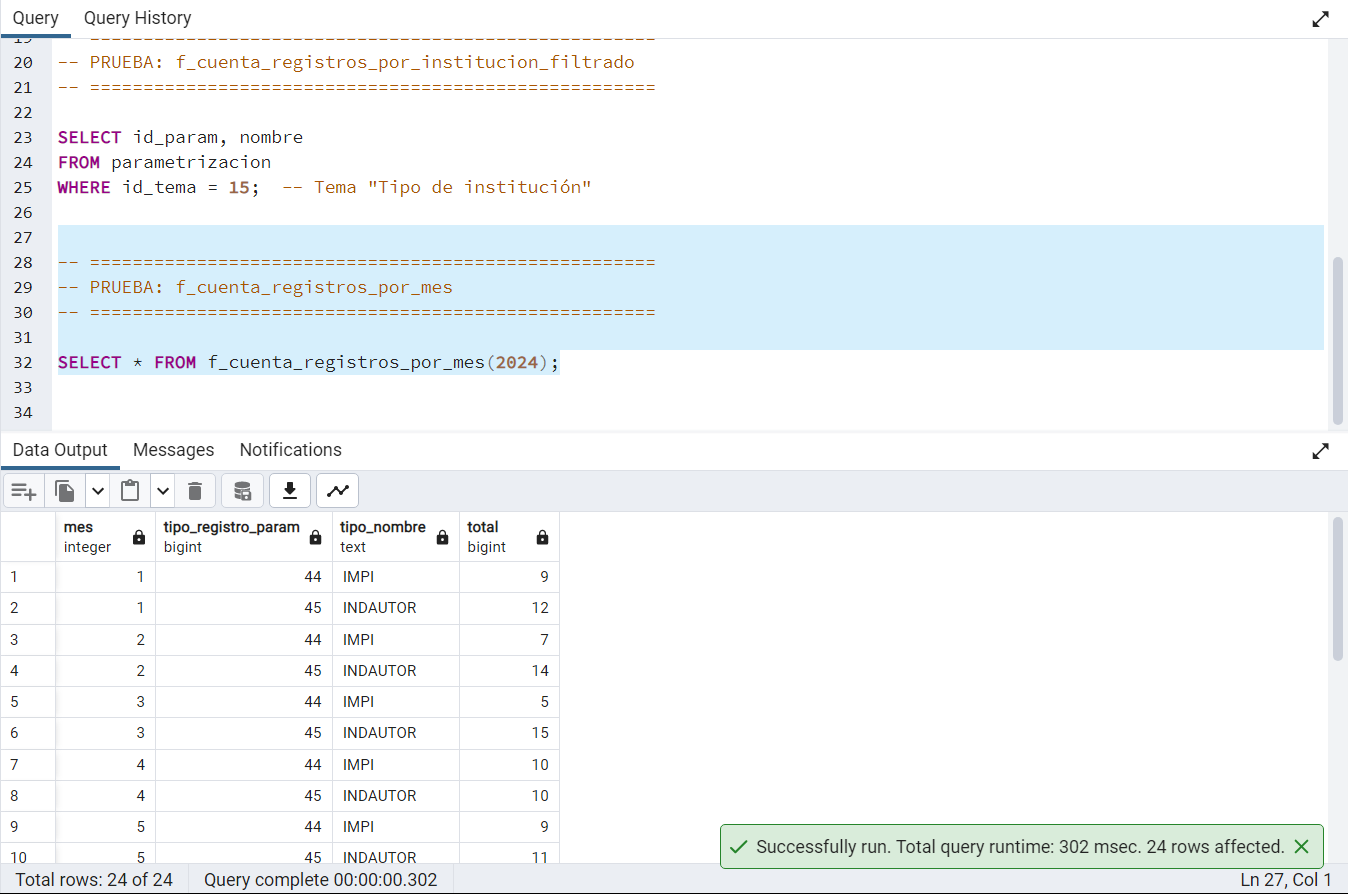 Query Query History
19 -- =====================================================
20 -- PRUEBA: f_cuenta_registros_por_institucion_filtrado
21 -- =====================================================
22
23 SELECT id_param, nombre
24 FROM parametrizacion
25 WHERE id_tema = 15;  -- Tema "Tipo de institución"
26
27
28 -- =====================================================
29 -- PRUEBA: f_cuenta_registros_por_mes
30 -- =====================================================
31
32 SELECT * FROM f_cuenta_registros_por_mes(2024);
33
34
Data Output Messages Notifications
mes tipo_registro_param tipo_nombre total
integer bigint text bigint
1 1 44 IMPI 9
2 1 45 INDAUTOR 12
3 2 44 IMPI 7
4 2 45 INDAUTOR 14
5 3 44 IMPI 5
6 3 45 INDAUTOR 15
7 4 44 IMPI 10
8 4 45 INDAUTOR 10
9 5 44 IMPI 9
10 5 45 INDAUTOR 11
Successfully run. Total query runtime: 302 msec. 24 rows affected.
Total rows: 24 of 24 Query complete 00:00:00.302 Ln 27, Col 1